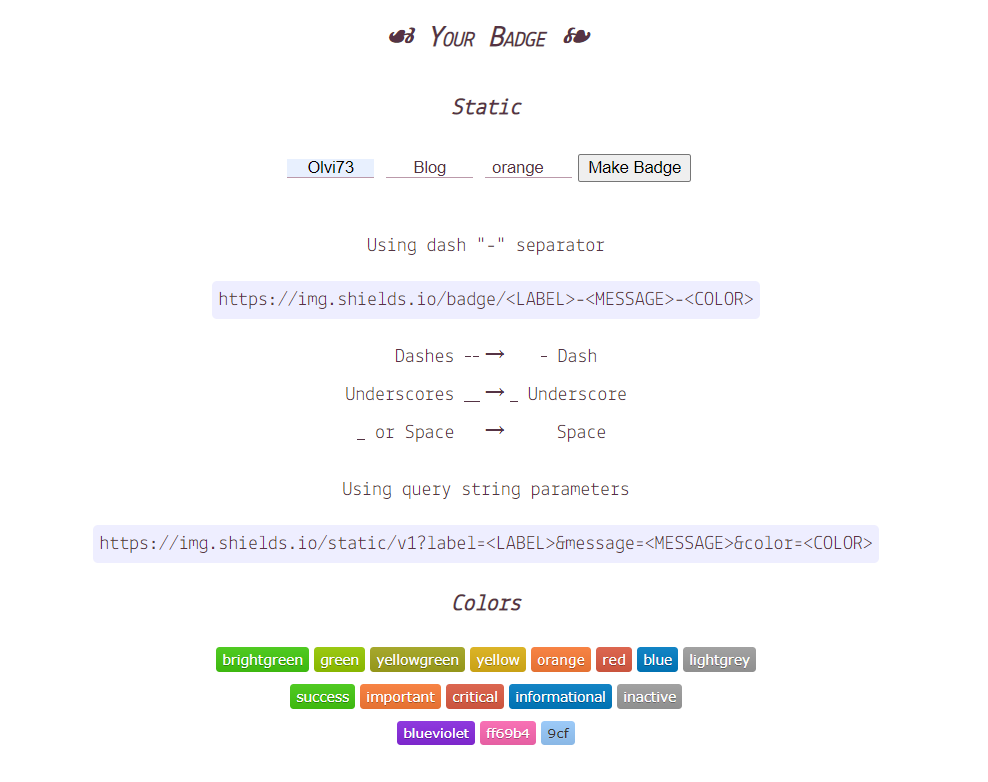 ☙ Your Badge ❧
Static
Olvi73 Blog orange Make Badge
Using dash "-" separator
https://img.shields.io/badge/<LABEL>-<MESSAGE>-<COLOR>
Dashes -- → - Dash
Underscores __ → _ Underscore
_ or Space → Space
Using query string parameters
https://img.shields.io/static/v1?label=<LABEL>&message=<MESSAGE>&color=<COLOR>
Colors
brightgreen green yellowgreen yellow orange red blue lightgrey
success important critical informational inactive
blueviolet ff69b4 9cf